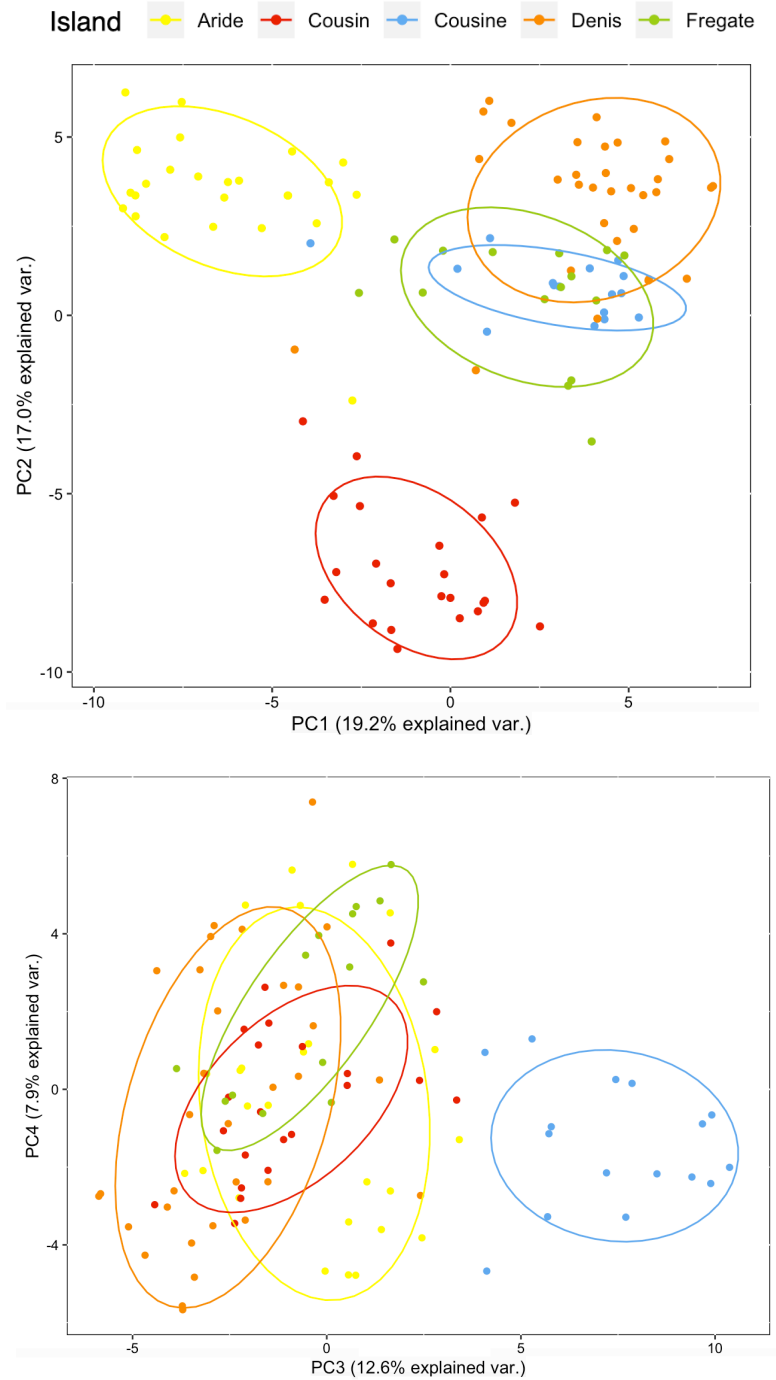 Island Aride Cousin Cousine Denis Fregate
5
0
-5
-10
PC2 (17.0% explained var.)
-10 -5 0 5
PC1 (19.2% explained var.)
8
4
0
-4
PC4 (7.9% explained var.)
-5 0 5 10
PC3 (12.6% explained var.)